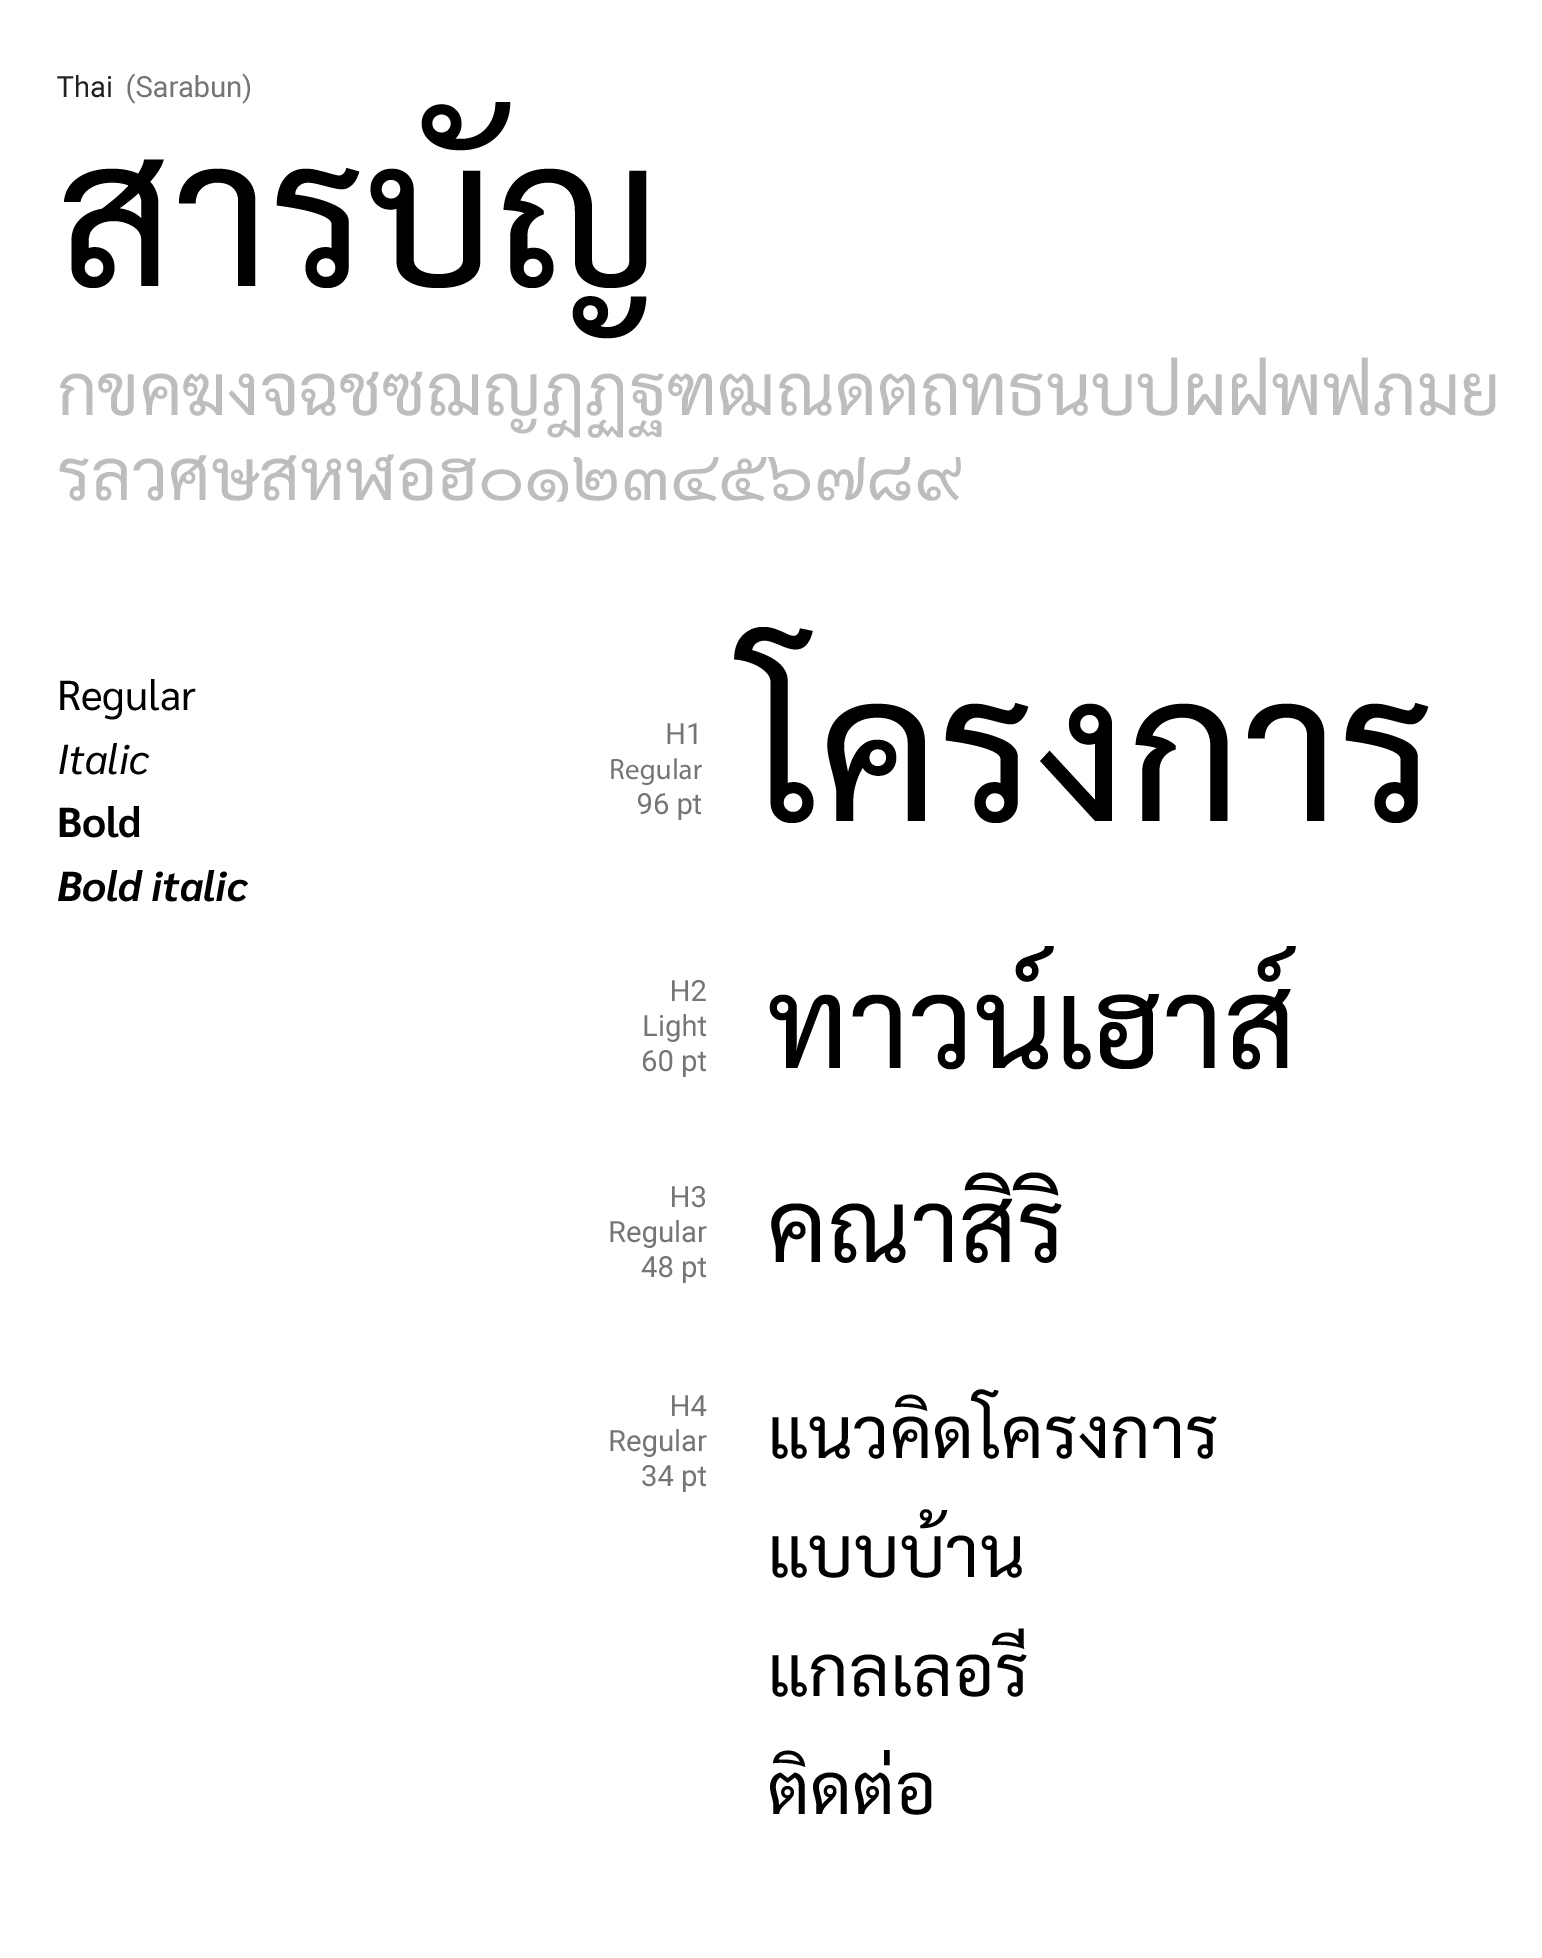 Thai (Sarabun)
สารบัญ
กขคฆงจฉชซฌญฎฏฐฑฒณดตถทธนบปผฝพฟภมย
รลวศษสหฬอฮ๐๑๒๓๔๕๖๗๘๙
Regular
Italic
Bold
Bold italic
H1
Regular
96 pt
โครงการ
H2
Light
60 pt
ทาวน์เฮาส์
H3
Regular
48 pt
คณาสิริ
H4
Regular
34 pt
แนวคิดโครงการ
แบบบ้าน
แกลเลอรี
ติดต่อ